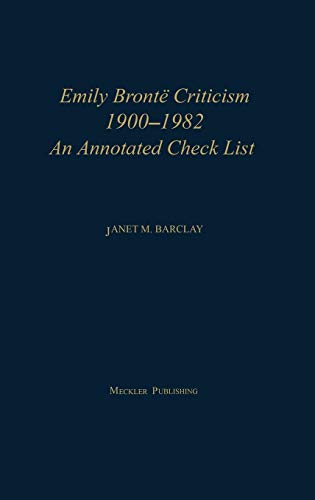 Emily Brontë Criticism
1900–1982
An Annotated Check List
JANET M. BARCLAY
MECKLER PUBLISHING